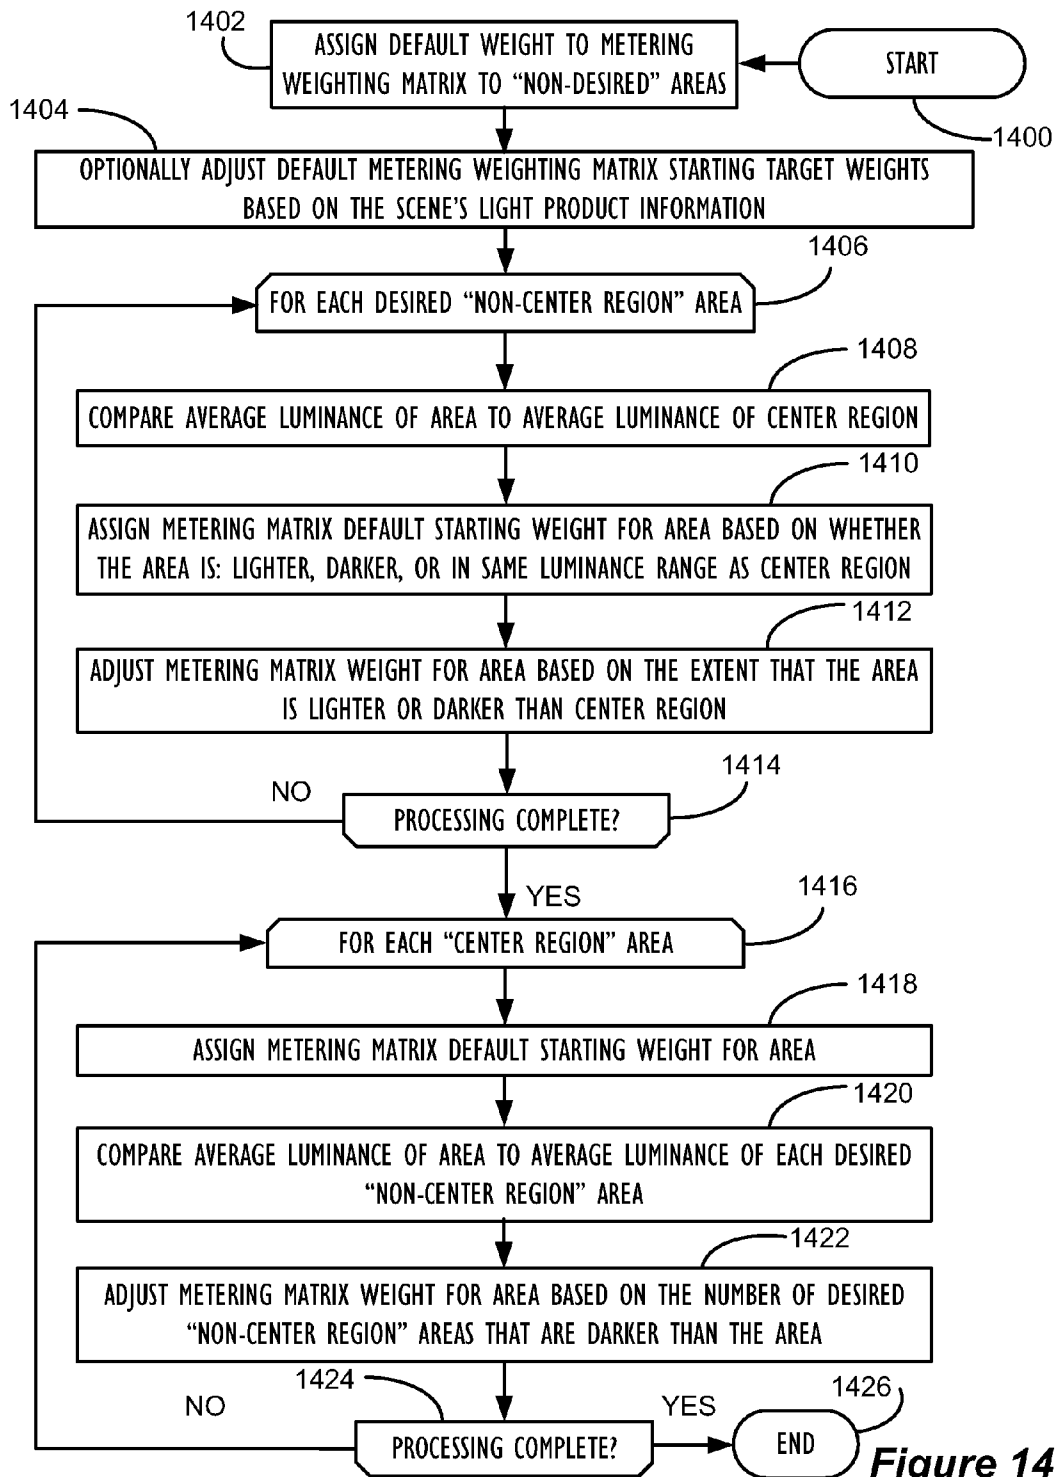 1402
ASSIGN DEFAULT WEIGHT TO METERING
WEIGHTING MATRIX TO “NON-DESIRED” AREAS
START
1400
1404
OPTIONALLY ADJUST DEFAULT METERING WEIGHTING MATRIX STARTING TARGET WEIGHTS
BASED ON THE SCENE’S LIGHT PRODUCT INFORMATION
1406
FOR EACH DESIRED “NON-CENTER REGION” AREA
1408
COMPARE AVERAGE LUMINANCE OF AREA TO AVERAGE LUMINANCE OF CENTER REGION
1410
ASSIGN METERING MATRIX DEFAULT STARTING WEIGHT FOR AREA BASED ON WHETHER
THE AREA IS: LIGHTER, DARKER, OR IN SAME LUMINANCE RANGE AS CENTER REGION
1412
ADJUST METERING MATRIX WEIGHT FOR AREA BASED ON THE EXTENT THAT THE AREA
IS LIGHTER OR DARKER THAN CENTER REGION
1414
NO
PROCESSING COMPLETE?
YES
1416
FOR EACH “CENTER REGION” AREA
1418
ASSIGN METERING MATRIX DEFAULT STARTING WEIGHT FOR AREA
1420
COMPARE AVERAGE LUMINANCE OF AREA TO AVERAGE LUMINANCE OF EACH DESIRED
“NON-CENTER REGION” AREA
1422
ADJUST METERING MATRIX WEIGHT FOR AREA BASED ON THE NUMBER OF DESIRED
“NON-CENTER REGION” AREAS THAT ARE DARKER THAN THE AREA
1424
NO
PROCESSING COMPLETE?
YES
1426
END
Figure 14